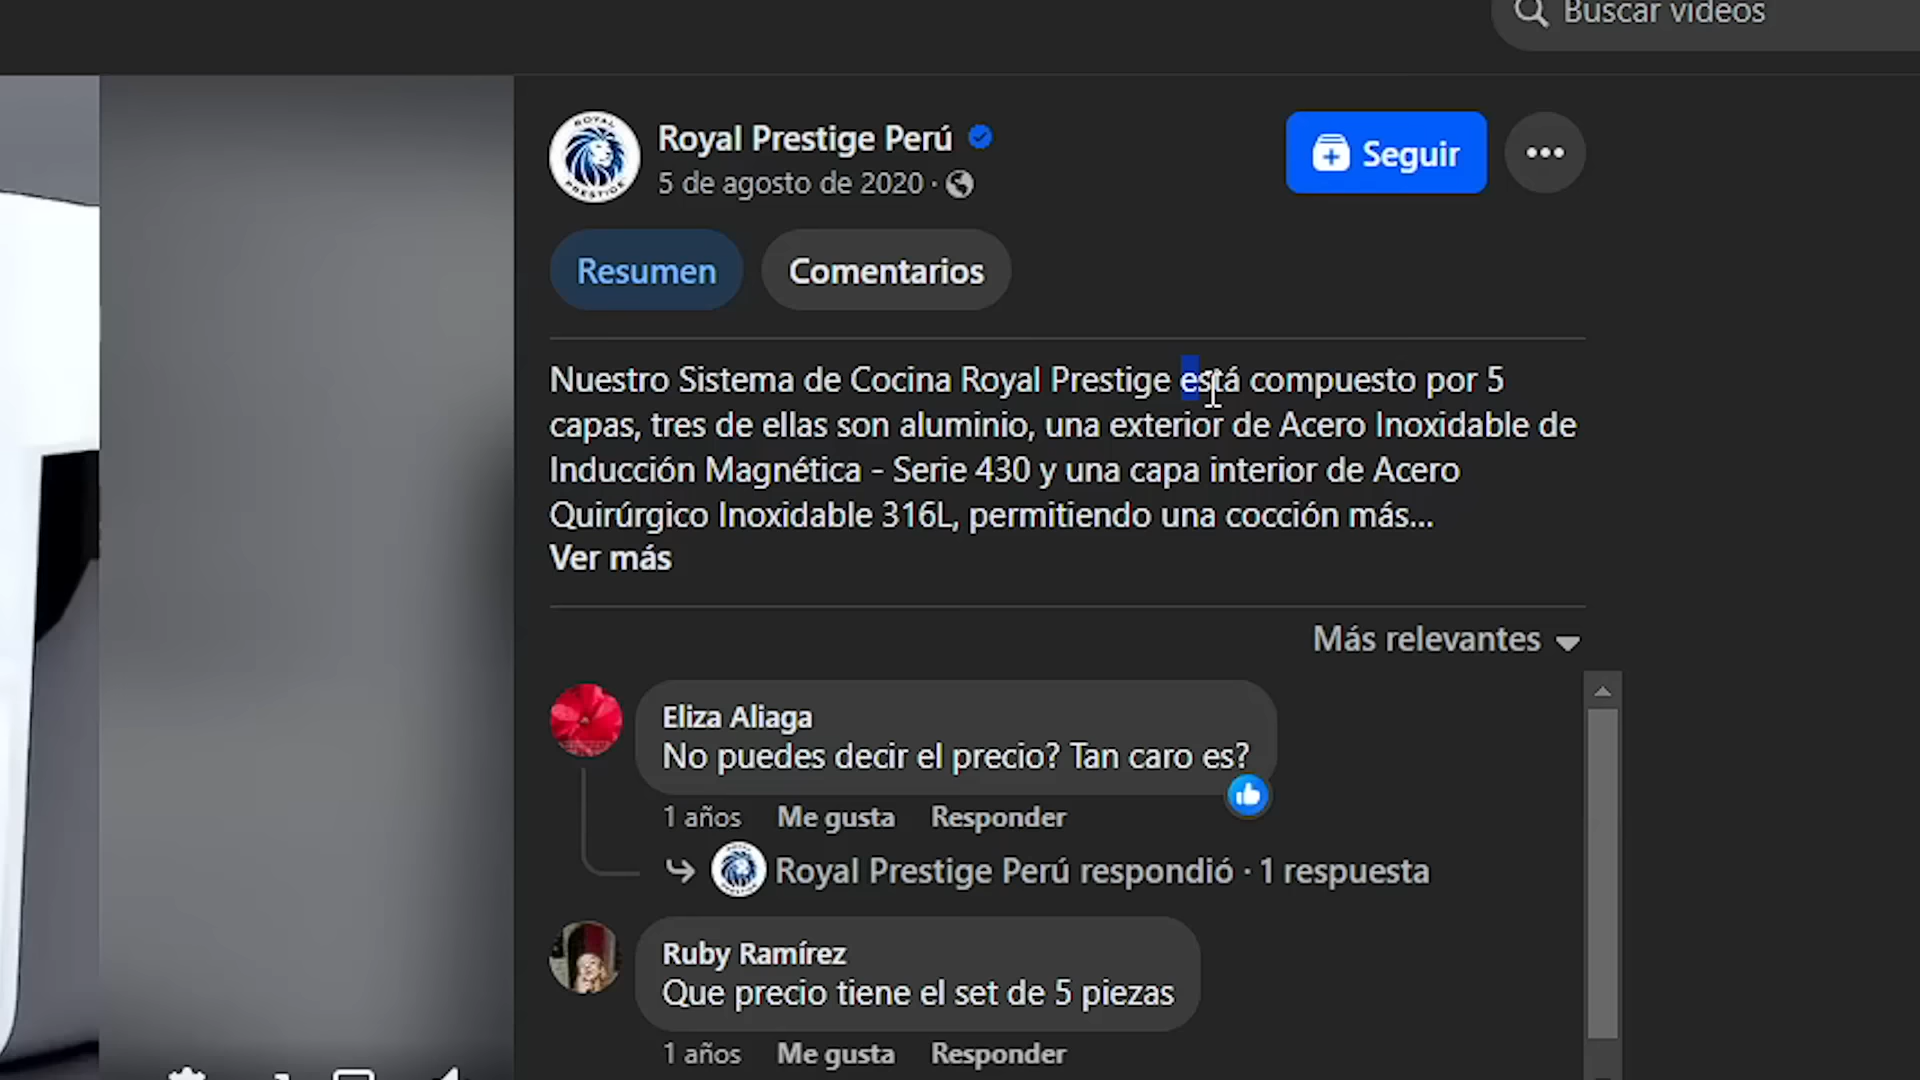 Buscar videos
ROYAL
PRESTIGE
Royal Prestige Perú
5 de agosto de 2020 ·
Seguir
Resumen
Comentarios
Nuestro Sistema de Cocina Royal Prestige está compuesto por 5
capas, tres de ellas son aluminio, una exterior de Acero Inoxidable de
Inducción Magnética - Serie 430 y una capa interior de Acero
Quirúrgico Inoxidable 316L, permitiendo una cocción más...
Ver más
Más relevantes
Eliza Aliaga
No puedes decir el precio? Tan caro es?
1 años Me gusta Responder
Royal Prestige Perú respondió · 1 respuesta
Ruby Ramírez
Que precio tiene el set de 5 piezas
1 años Me gusta Responder